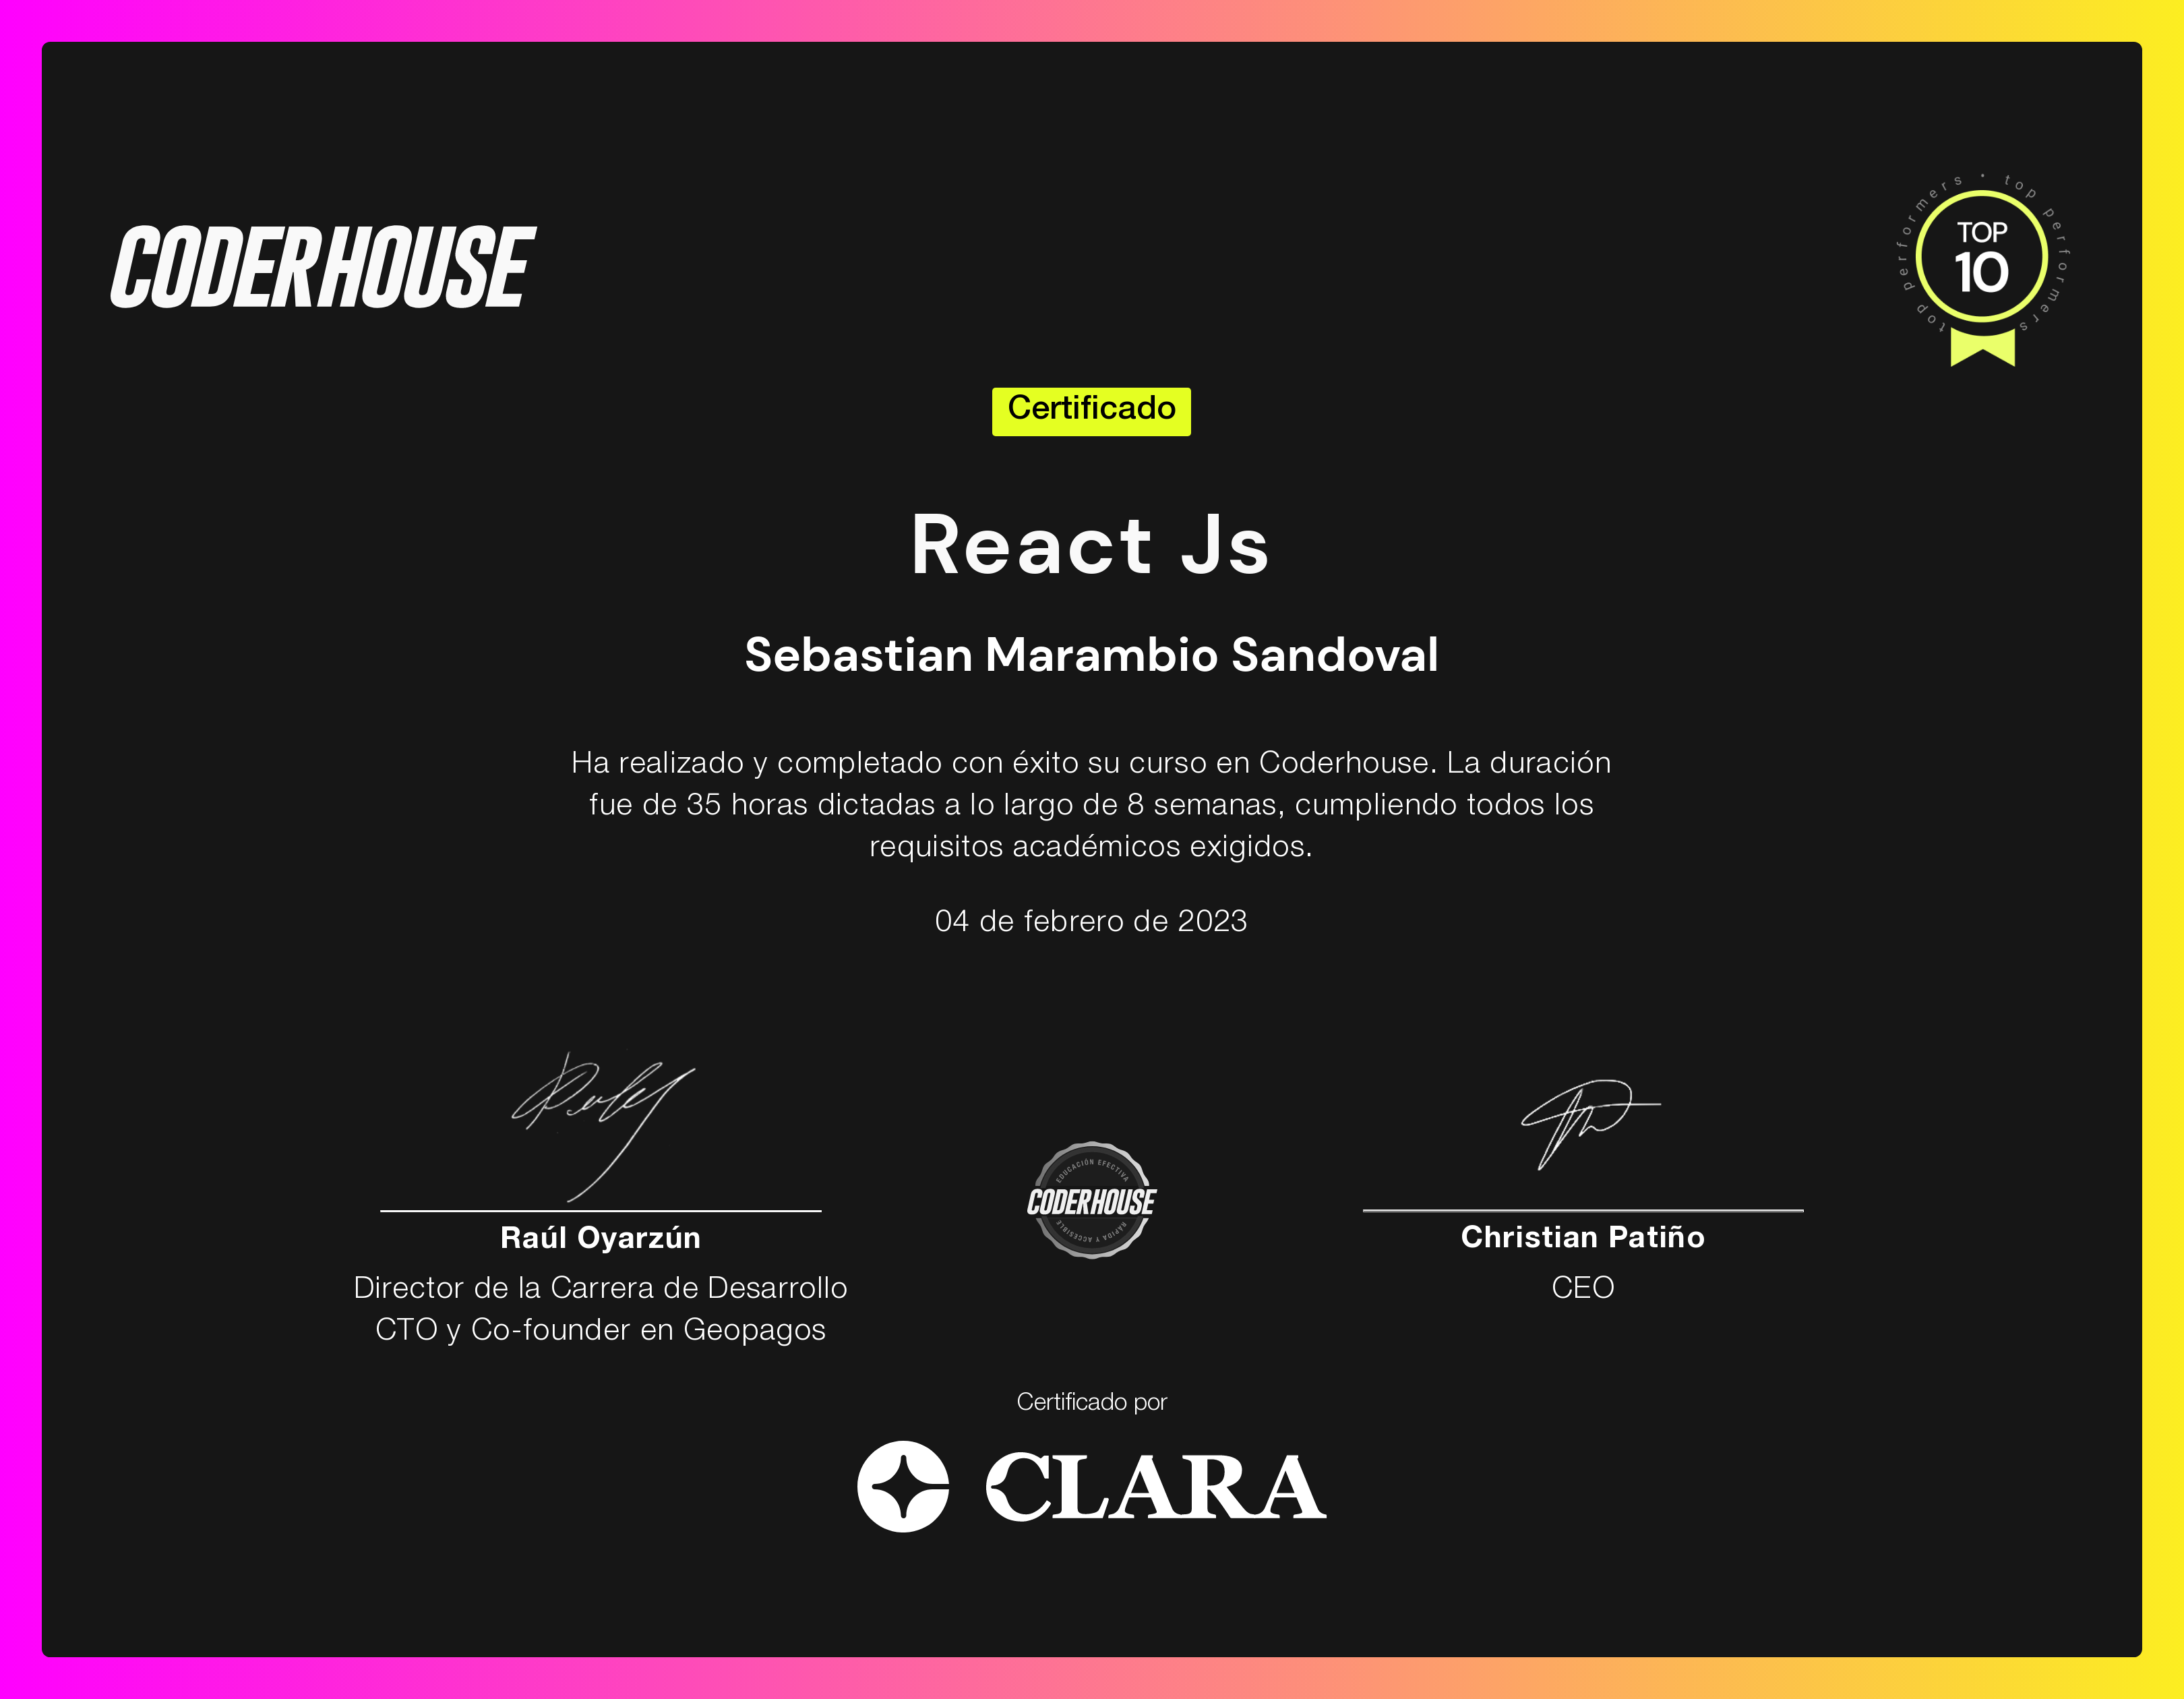 CODERHOUSE
top performers • top performers
TOP
10
Certificado
React Js
Sebastian Marambio Sandoval
Ha realizado y completado con éxito su curso en Coderhouse. La duración
fue de 35 horas dictadas a lo largo de 8 semanas, cumpliendo todos los
requisitos académicos exigidos.
04 de febrero de 2023
EDUCACIÓN EFECTIVA
CODERHOUSE
RÁPIDA Y ACCESIBLE
Raúl Oyarzún
Director de la Carrera de Desarrollo
CTO y Co-founder en Geopagos
Christian Patiño
CEO
Certificado por
CLARA